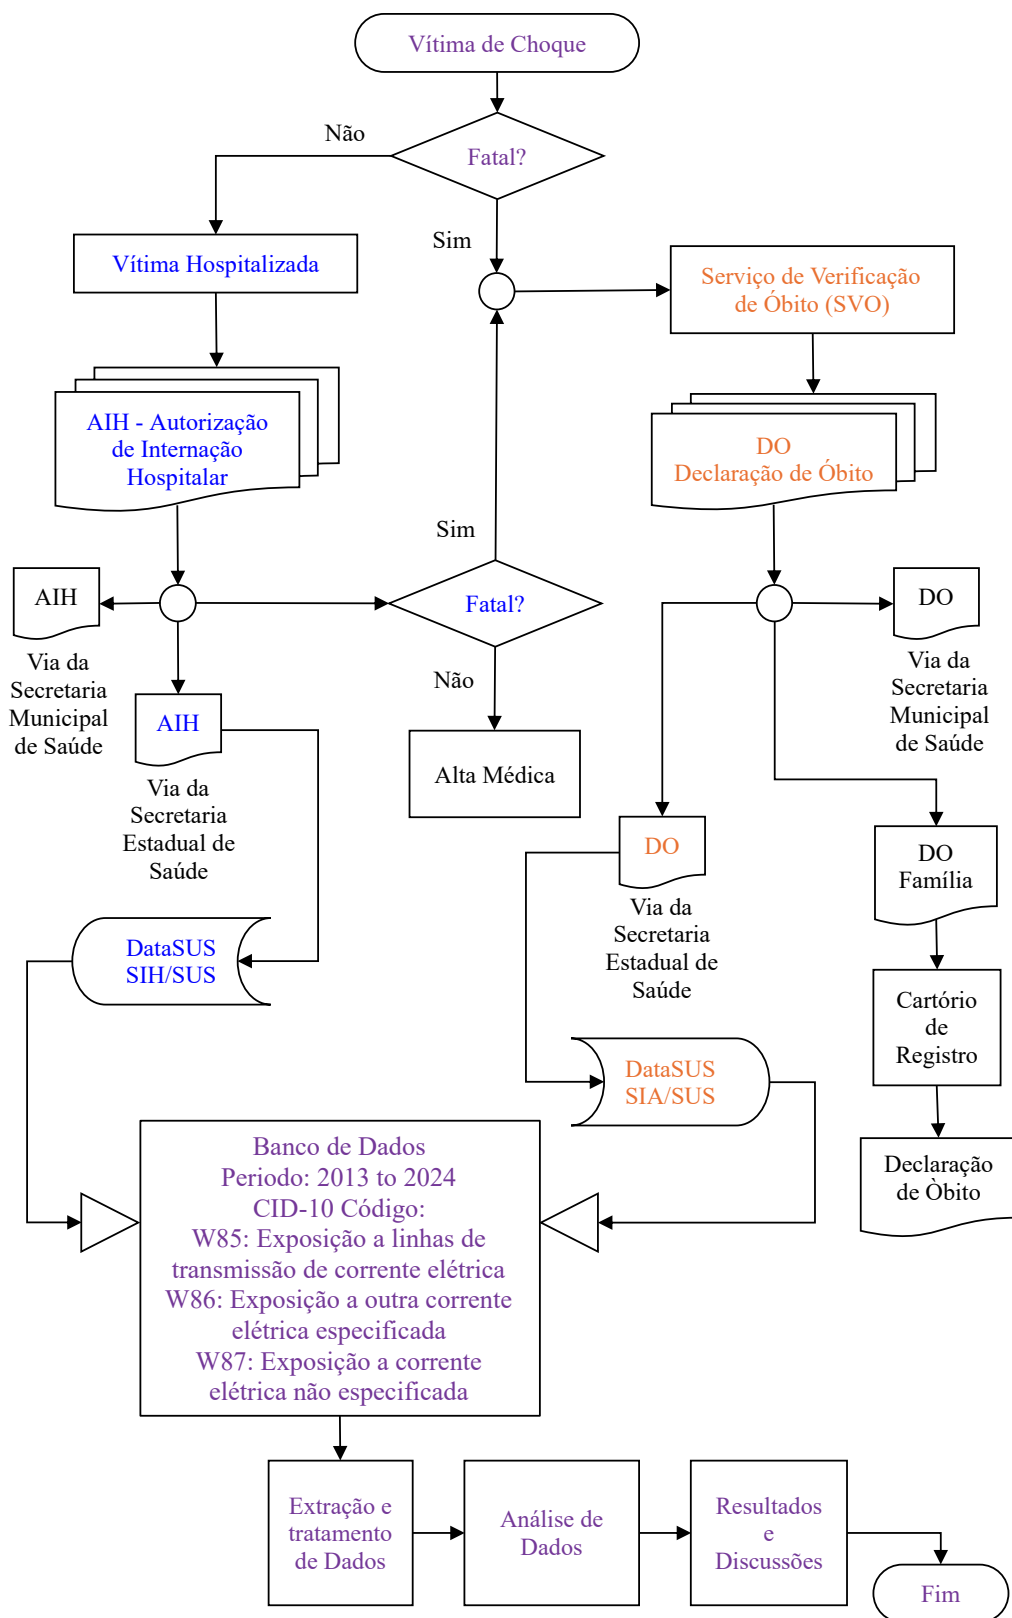 Vítima de Choque
Não
Fatal?
Sim
Vítima Hospitalizada
Serviço de Verificação
de Óbito (SVO)
AIH - Autorização
de Internação
Hospitalar
DO
Declaração de Óbito
Sim
AIH
Via da
Secretaria
Municipal
de Saúde
Fatal?
DO
Via da
Secretaria
Municipal
de Saúde
Não
AIH
Via da
Secretaria
Estadual de
Saúde
Alta Médica
DO
Via da
Secretaria
Estadual de
Saúde
DO
Família
DataSUS
SIH/SUS
Cartório
de
Registro
DataSUS
SIA/SUS
Declaração
de Òbito
Banco de Dados
Periodo: 2013 to 2024
CID-10 Código:
W85: Exposição a linhas de
transmissão de corrente elétrica
W86: Exposição a outra corrente
elétrica especificada
W87: Exposição a corrente
elétrica não especificada
Extração e
tratamento
de Dados
Análise de
Dados
Resultados
e
Discussões
Fim